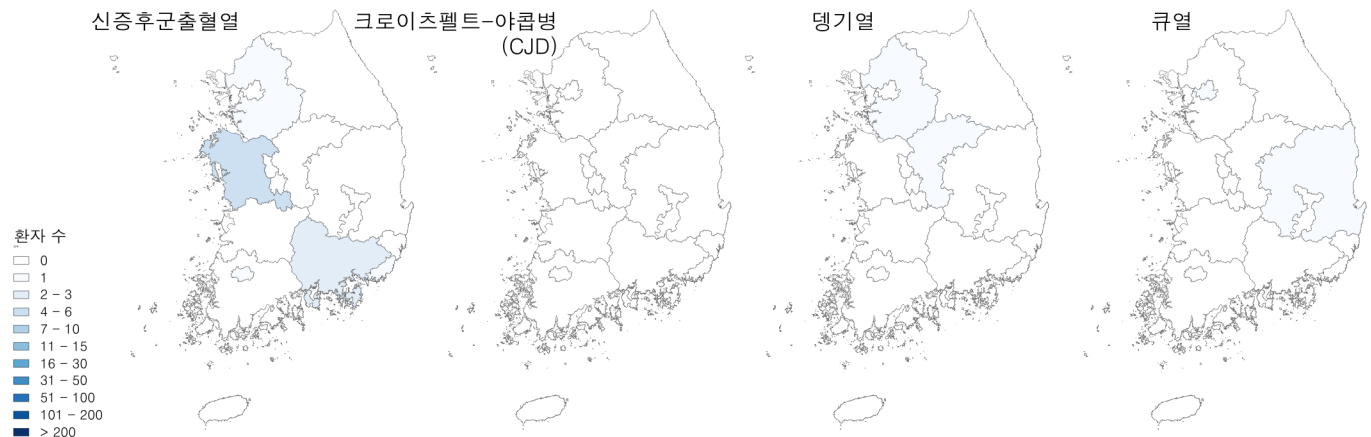 신증후군출혈열
크로이츠펠트-야콥병
(CJD)
뎅기열
큐열
환자 수
0
1
2 - 3
4 - 6
7 - 10
11 - 15
16 - 30
31 - 50
51 - 100
101 - 200
> 200